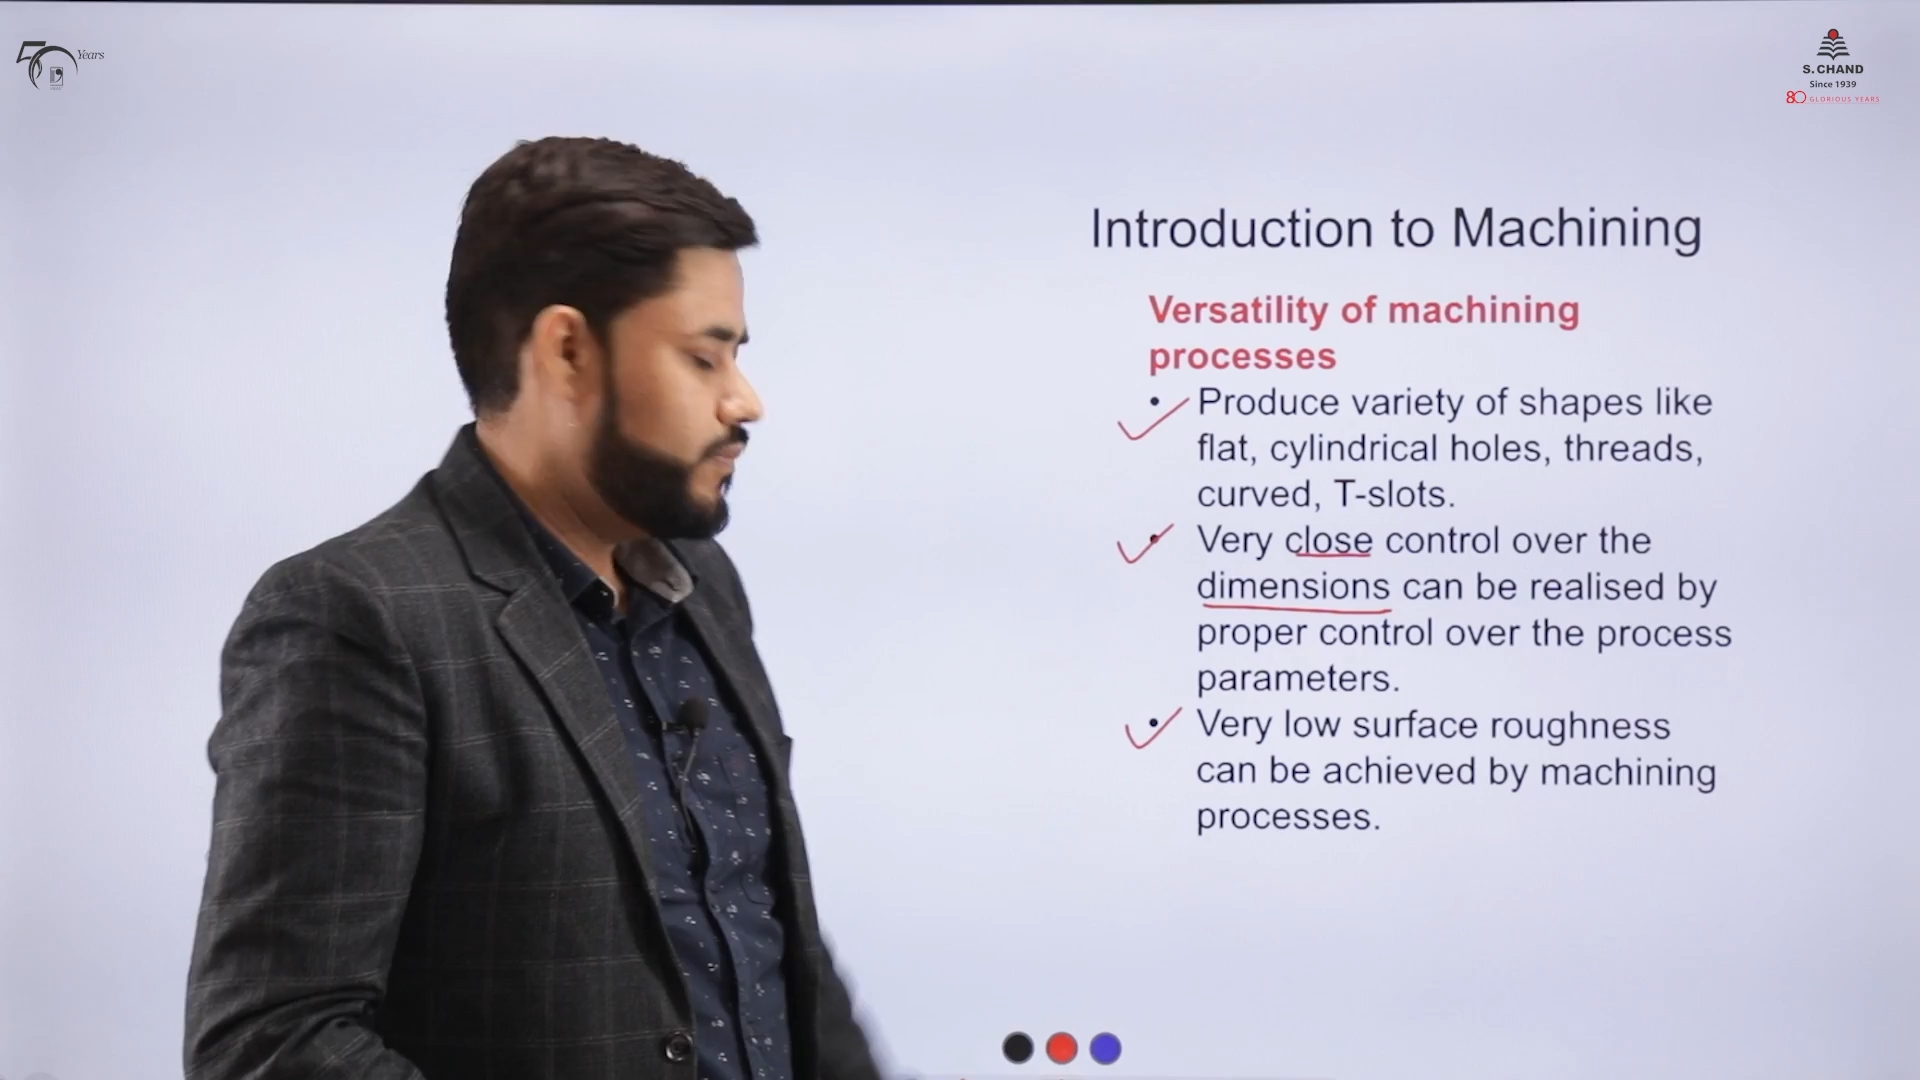 50 Years
S. CHAND
Since 1939
80 GLORIOUS YEARS
Introduction to Machining
Versatility of machining
processes
• Produce variety of shapes like
flat, cylindrical holes, threads,
curved, T-slots.
• Very close control over the
dimensions can be realised by
proper control over the process
parameters.
• Very low surface roughness
can be achieved by machining
processes.